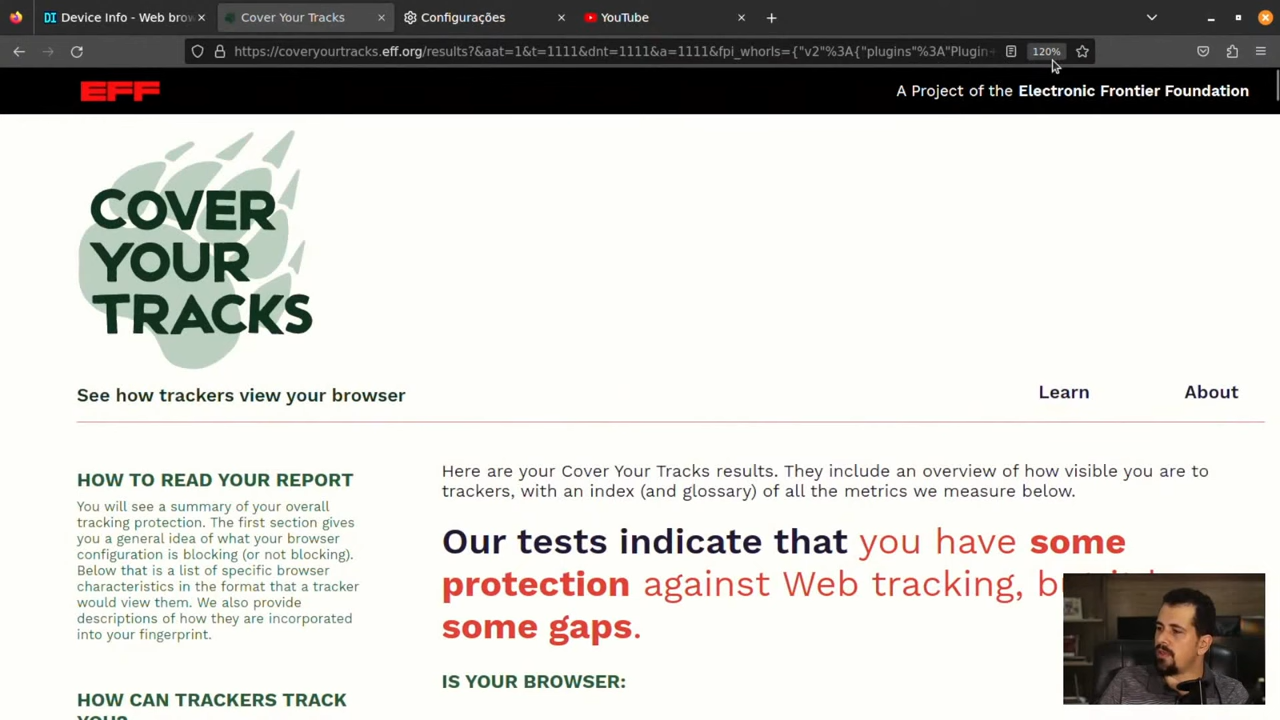 Device Info - Web brow
Cover Your Tracks
Configurações
YouTube
https://coveryourtracks.eff.org/results?&aat=1&t=1111&dnt=1111&a=1111&fpi_whorls={"v2"%3A{"plugins"%3A"Plugin
120%
EFF
A Project of the Electronic Frontier Foundation
COVER
YOUR
TRACKS
See how trackers view your browser
Learn
About
HOW TO READ YOUR REPORT
You will see a summary of your overall
tracking protection. The first section gives
you a general idea of what your browser
configuration is blocking (or not blocking).
Below that is a list of specific browser
characteristics in the format that a tracker
would view them. We also provide
descriptions of how they are incorporated
into your fingerprint.
HOW CAN TRACKERS TRACK
YOU?
Here are your Cover Your Tracks results. They include an overview of how visible you are to
trackers, with an index (and glossary) of all the metrics we measure below.
Our tests indicate that you have some
protection against Web tracking,
some gaps.
IS YOUR BROWSER: